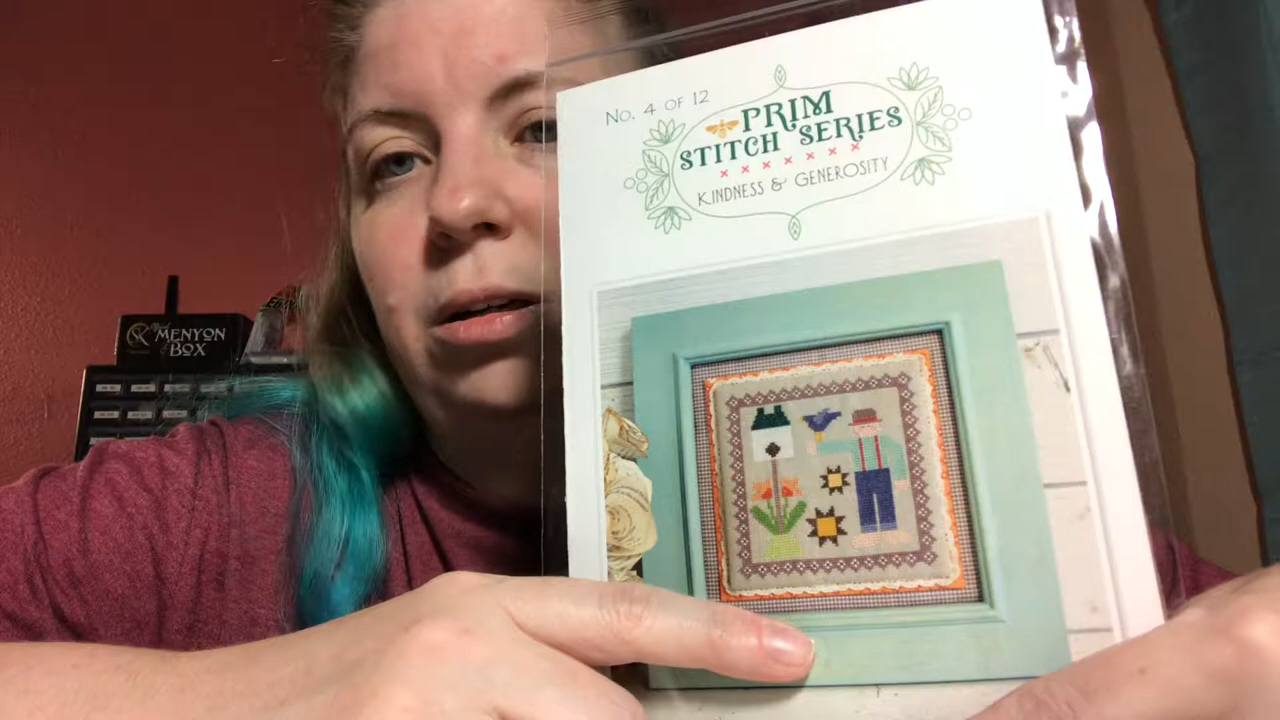 No. 4 OF 12
PRIM
STITCH SERIES
KINDNESS & GENEROSITY
MENYON
BOX